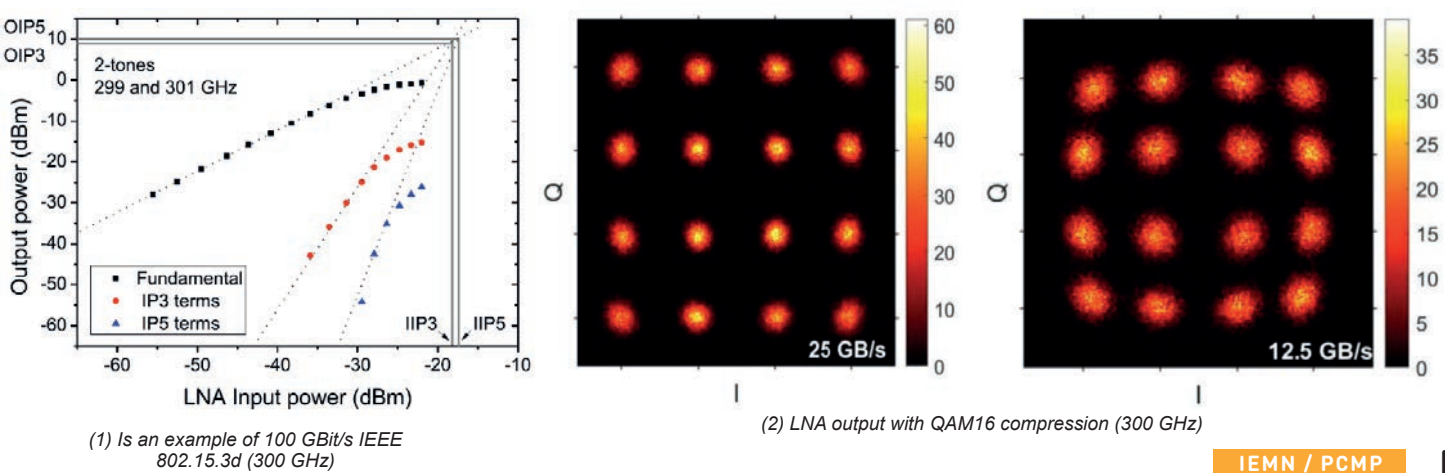 OIP5
10
OIP3
0
-10
-20
-30
-40
-50
-60
Output power (dBm)
2-tones
299 and 301 GHz
Fundamental
IP3 terms
IP5 terms
IIP3
IIP5
-60 -50 -40 -30 -20 -10
LNA Input power (dBm)
(1) Is an example of 100 GBit/s IEEE
802.15.3d (300 GHz)
Q
25 GB/s
I
60
50
40
30
20
10
0
Q
12.5 GB/s
I
35
30
25
20
15
10
5
0
(2) LNA output with QAM16 compression (300 GHz)
IEMN / PCMP